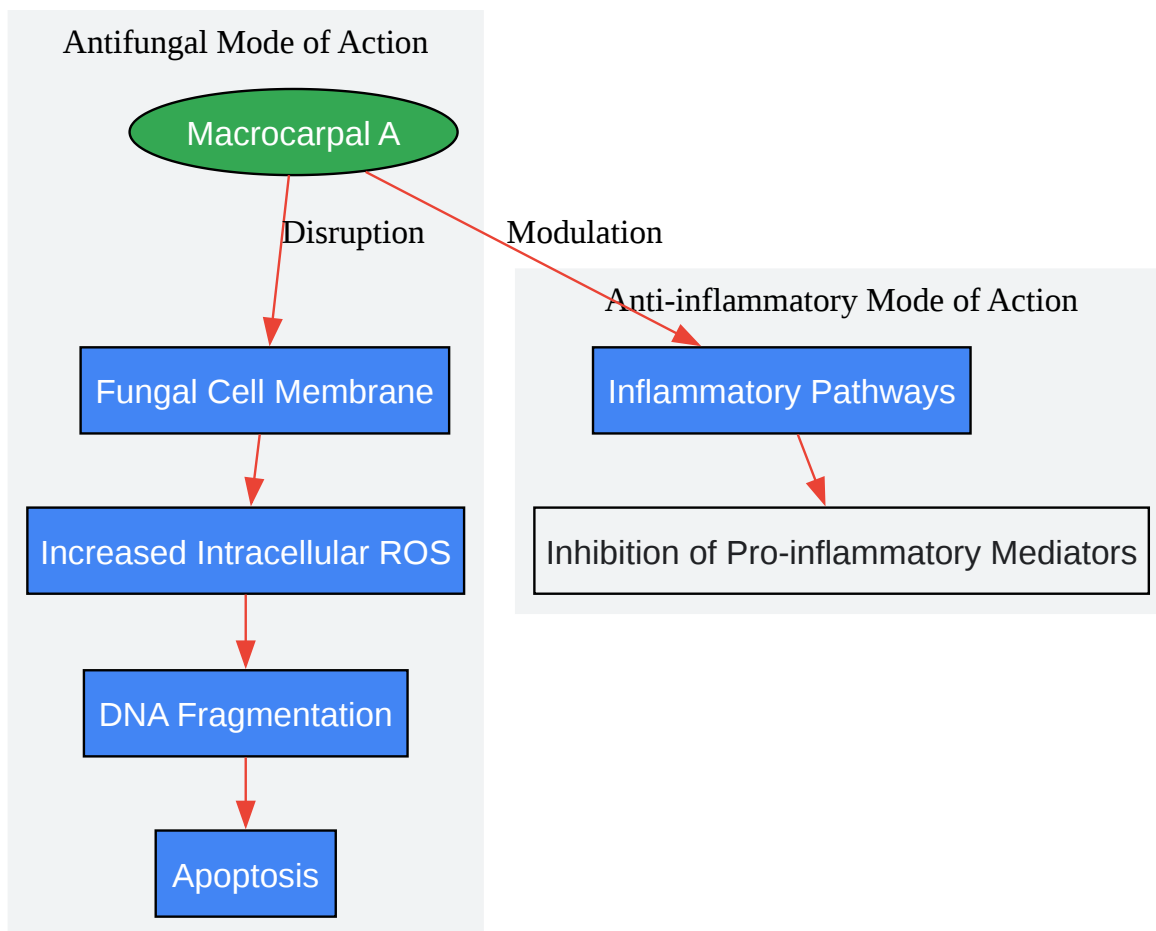 Antifungal Mode of Action
Macrocarpal A
Disruption
Modulation
Anti-inflammatory Mode of Action
Fungal Cell Membrane
Inflammatory Pathways
Increased Intracellular ROS
Inhibition of Pro-inflammatory Mediators
DNA Fragmentation
Apoptosis